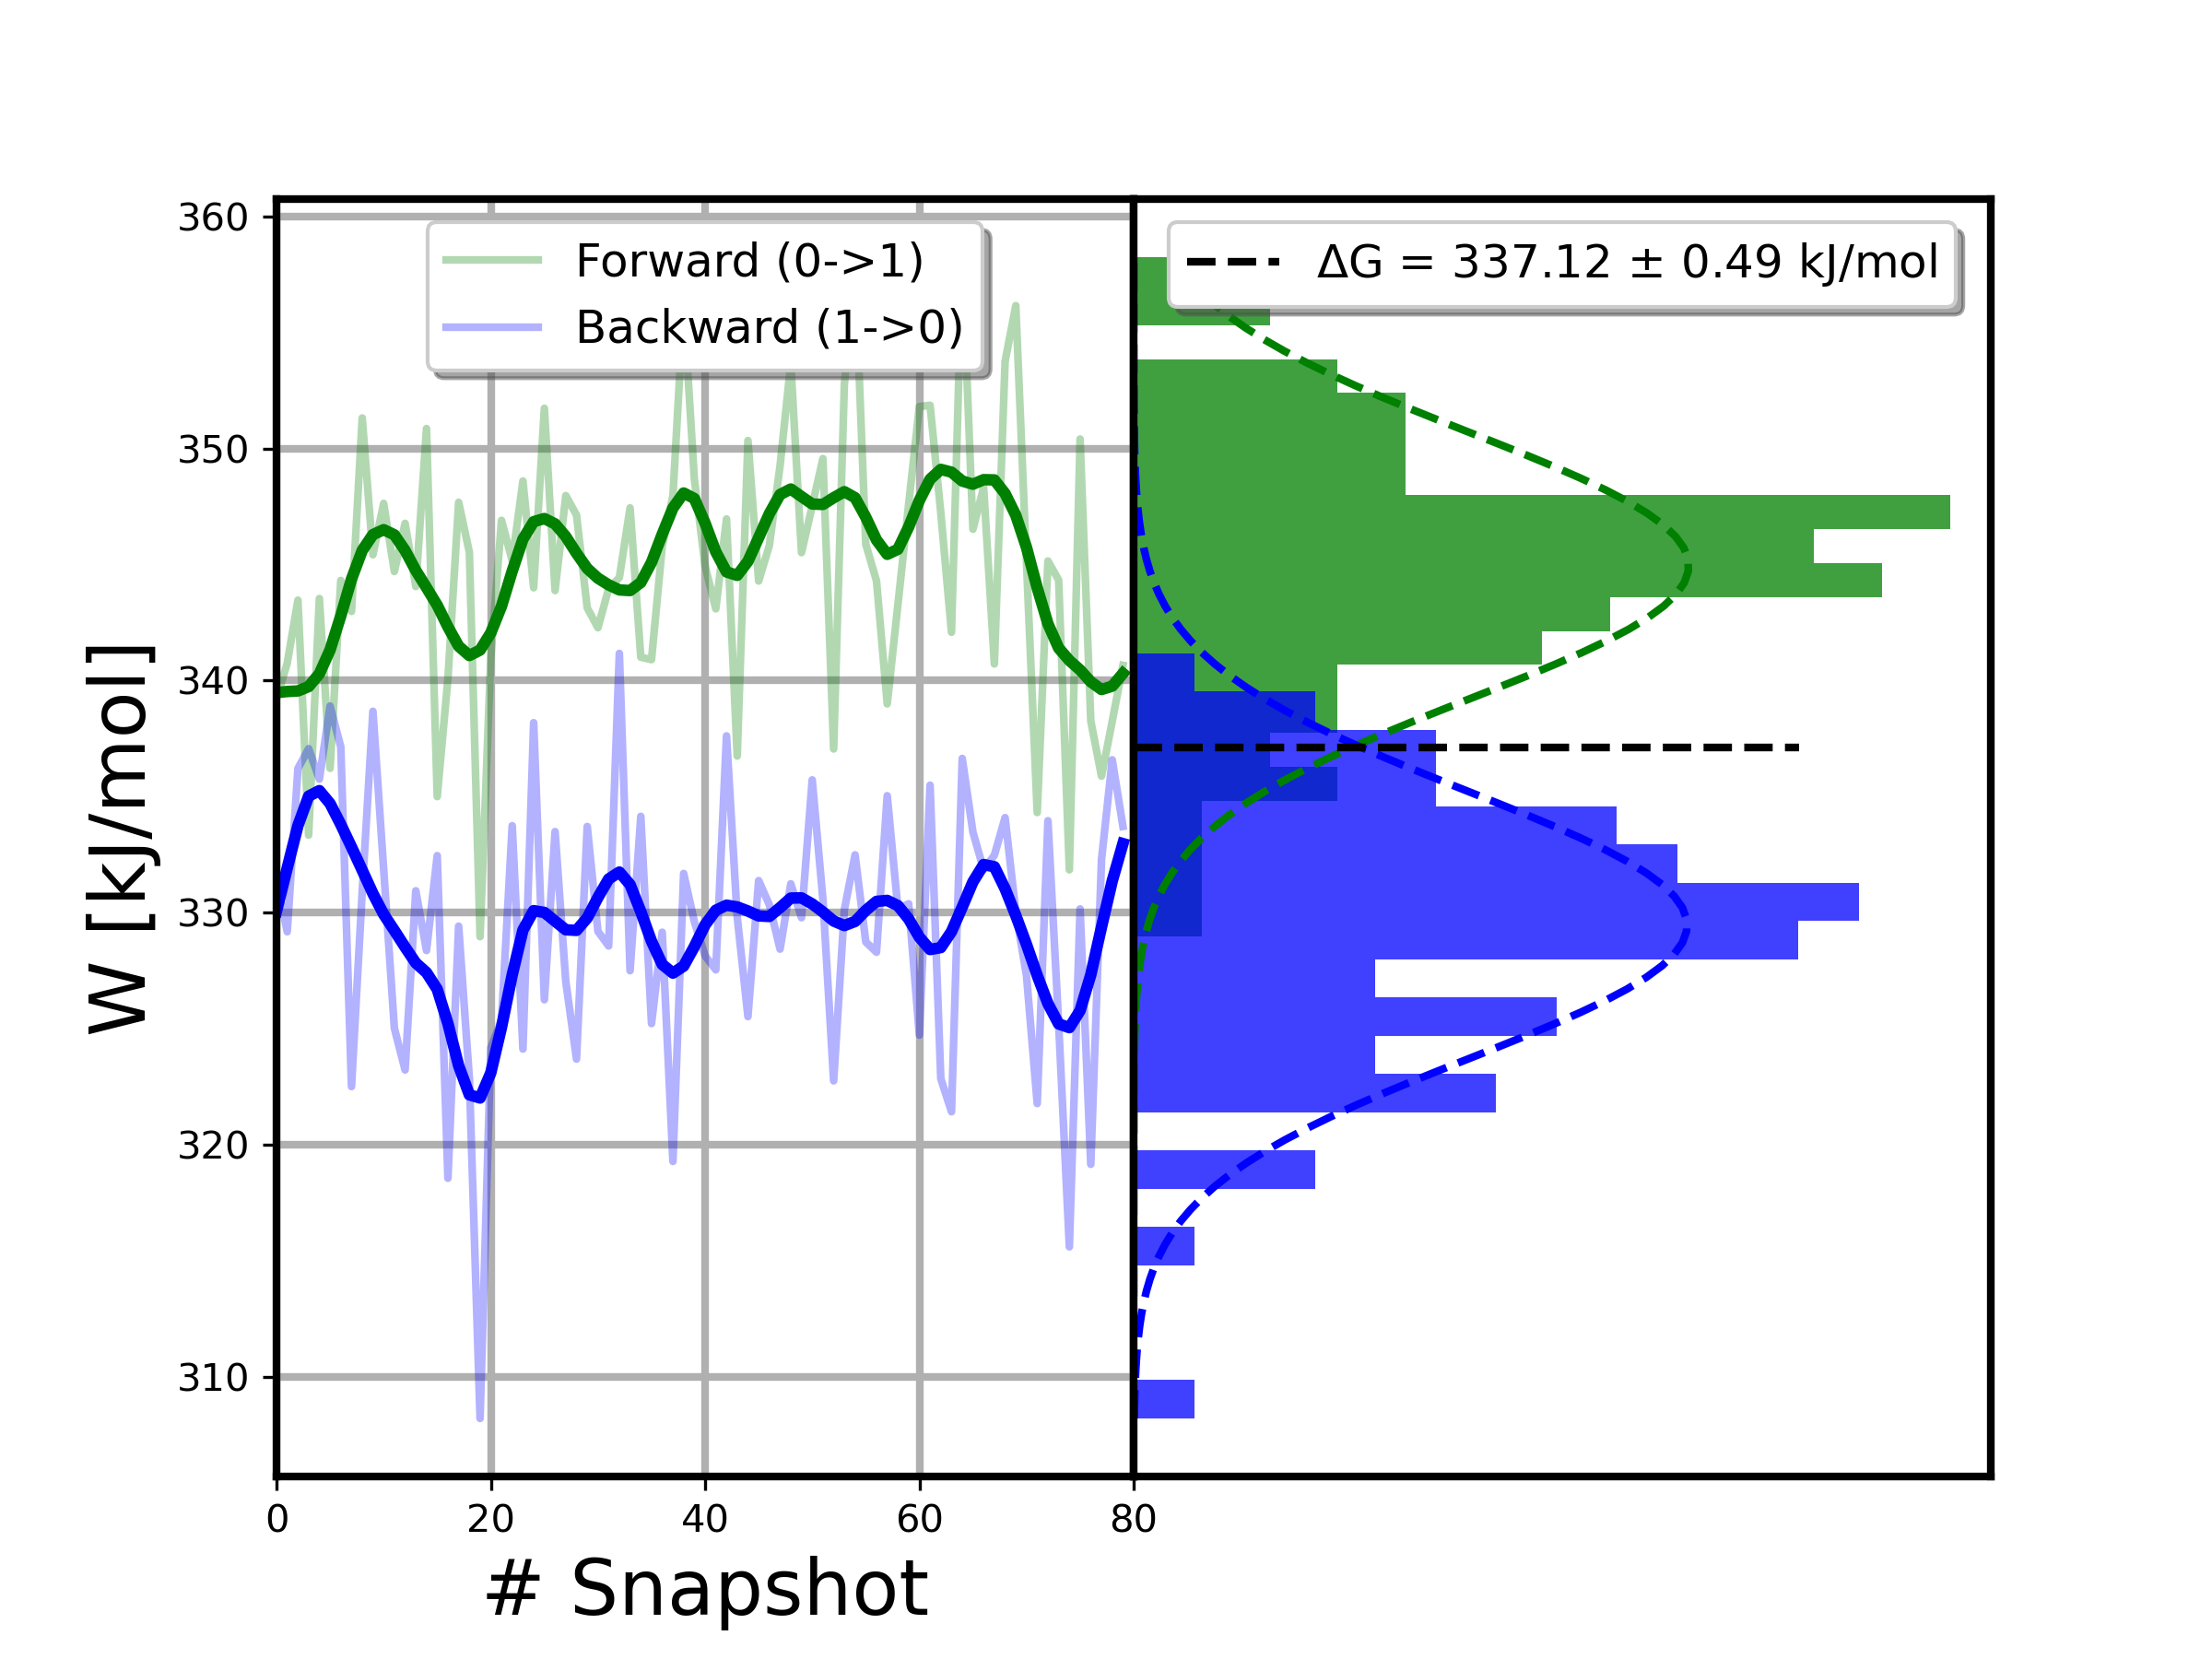 Forward (0->1)
Backward (1->0)
ΔG = 337.12 ± 0.49 kJ/mol
W [kJ/mol]
360
350
340
330
320
310
0 20 40 60 80
# Snapshot